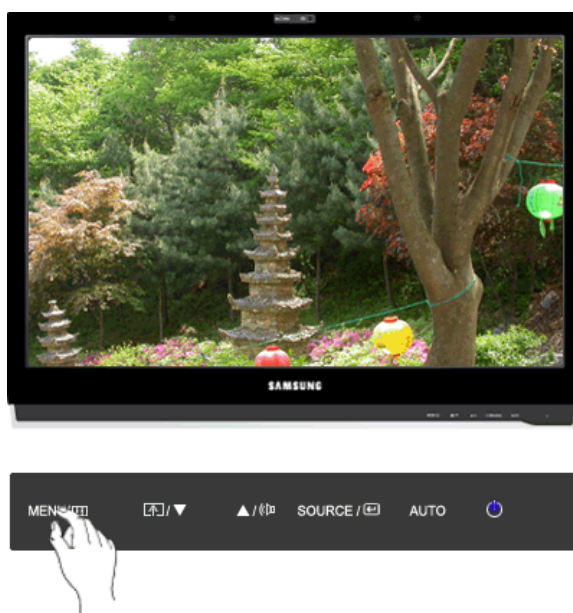 SAMSUNG
MENU/ / ▼ ▲/ SOURCE / AUTO